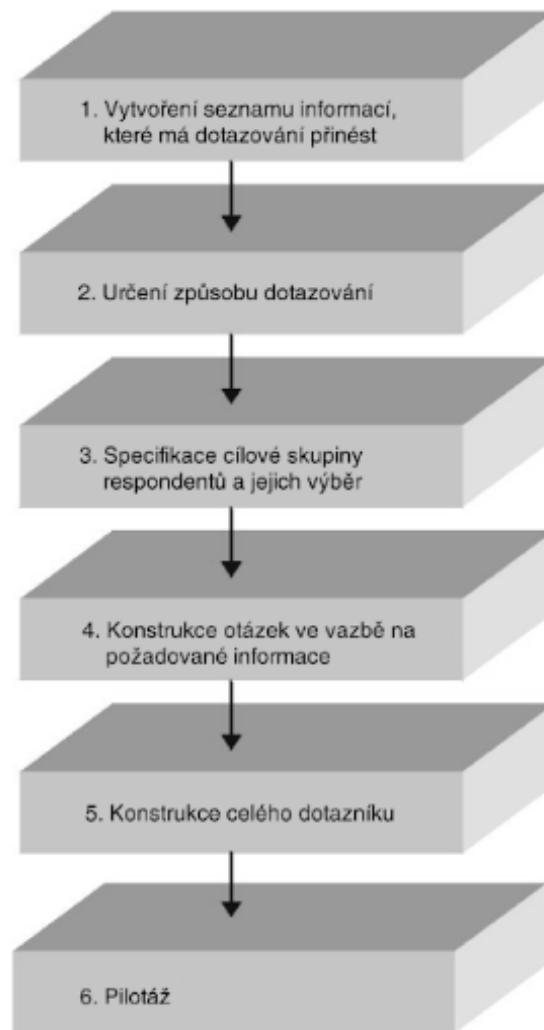 1. Vytvoření seznamu informací,
které má dotazování přinést
2. Určení způsobu dotazování
3. Specifikace cílové skupiny
respondentů a jejich výběr
4. Konstrukce otázek ve vazbě na
požadované informace
5. Konstrukce celého dotazníku
6. Pilotáž